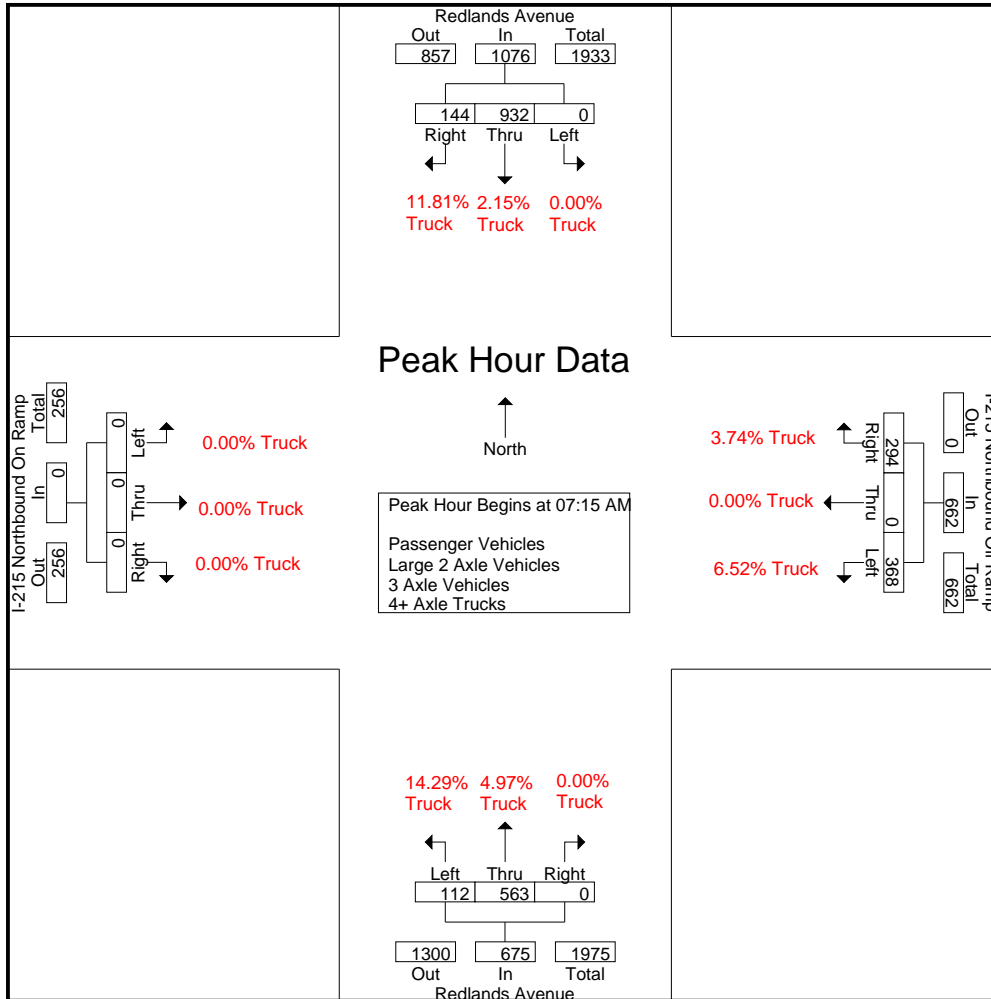 Redlands Avenue
Out In Total
857 1076 1933
144 932 0
Right Thru Left
11.81% Truck
2.15% Truck
0.00% Truck
Peak Hour Data
North
Peak Hour Begins at 07:15 AM
Passenger Vehicles
Large 2 Axle Vehicles
3 Axle Vehicles
4+ Axle Trucks
I-215 Northbound On Ramp
Out In Total
256 0 256
Left Thru Right
0 0 0
0.00% Truck
0.00% Truck
0.00% Truck
3.74% Truck
0.00% Truck
6.52% Truck
Right Thru Left
294 0 368
Out In Total
0 662 662
I-215 Northbound Off Ramp
14.29% Truck
4.97% Truck
0.00% Truck
Left Thru Right
112 563 0
1300 675 1975
Out In Total
Redlands Avenue